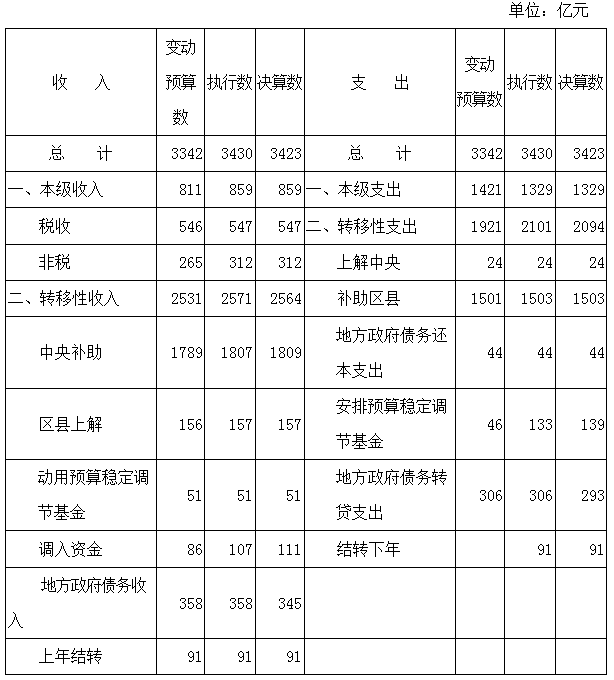 单位：亿元
收 入 变动预算数 执行数 决算数 支 出 变动预算数 执行数 决算数
总 计 3342 3430 3423 总 计 3342 3430 3423
一、本级收入 811 859 859 一、本级支出 1421 1329 1329
税收 546 547 547 二、转移性支出 1921 2101 2094
非税 265 312 312 上解中央 24 24 24
二、转移性收入 2531 2571 2564 补助区县 1501 1503 1503
中央补助 1789 1807 1809 地方政府债务还本支出 44 44 44
区县上解 156 157 157 安排预算稳定调节基金 46 133 139
动用预算稳定调节基金 51 51 51 地方政府债务转贷支出 306 306 293
调入资金 86 107 111 结转下年 91 91
地方政府债务收入 358 358 345
上年结转 91 91 91